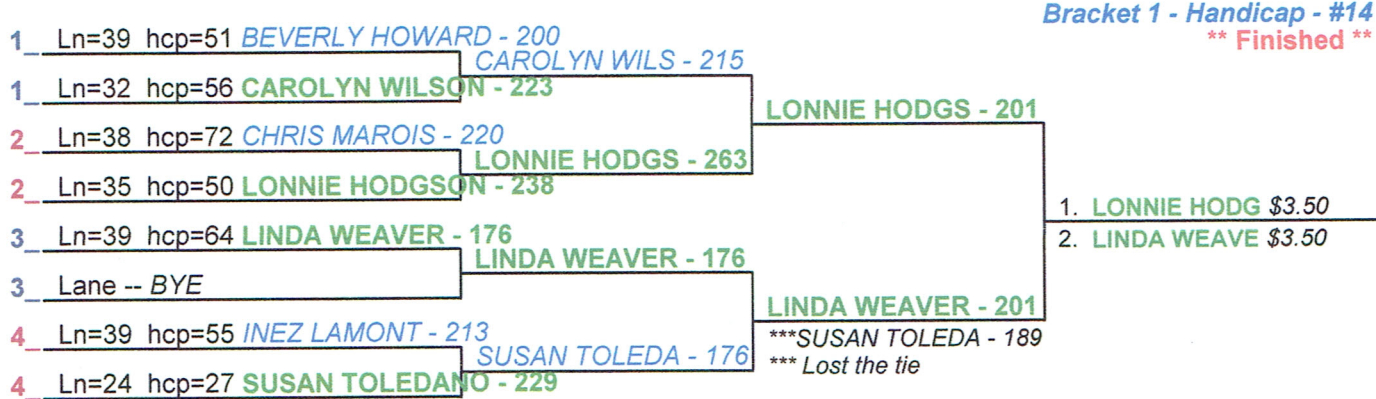 Bracket 1 - Handicap - #14
** Finished **
1_ Ln=39 hcp=51 BEVERLY HOWARD - 200
CAROLYN WILS - 215
1_ Ln=32 hcp=56 CAROLYN WILSON - 223
LONNIE HODGS - 201
2_ Ln=38 hcp=72 CHRIS MAROIS - 220
LONNIE HODGS - 263
2_ Ln=35 hcp=50 LONNIE HODGSON - 238
1. LONNIE HODG $3.50
2. LINDA WEAVE $3.50
3_ Ln=39 hcp=64 LINDA WEAVER - 176
LINDA WEAVER - 176
3_ Lane -- BYE
LINDA WEAVER - 201
***SUSAN TOLEDA - 189
*** Lost the tie
4_ Ln=39 hcp=55 INEZ LAMONT - 213
SUSAN TOLEDA - 176
4_ Ln=24 hcp=27 SUSAN TOLEDANO - 229